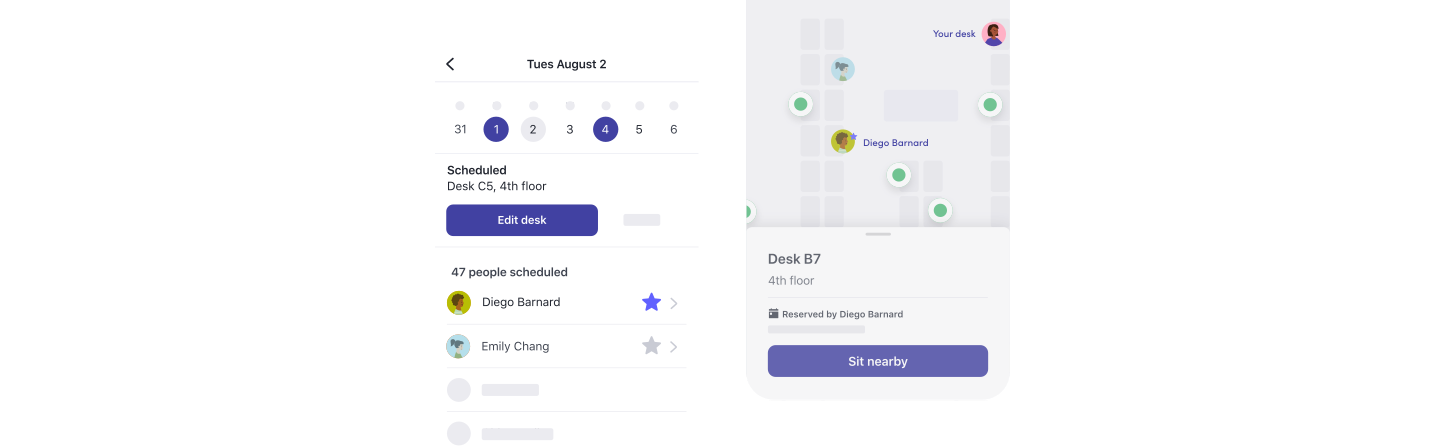 Tues August 2
31 1 2 3 4 5 6
Scheduled
Desk C5, 4th floor
Edit desk
47 people scheduled
Diego Barnard
Emily Chang
Your desk
Diego Barnard
Desk B7
4th floor
Reserved by Diego Barnard
Sit nearby